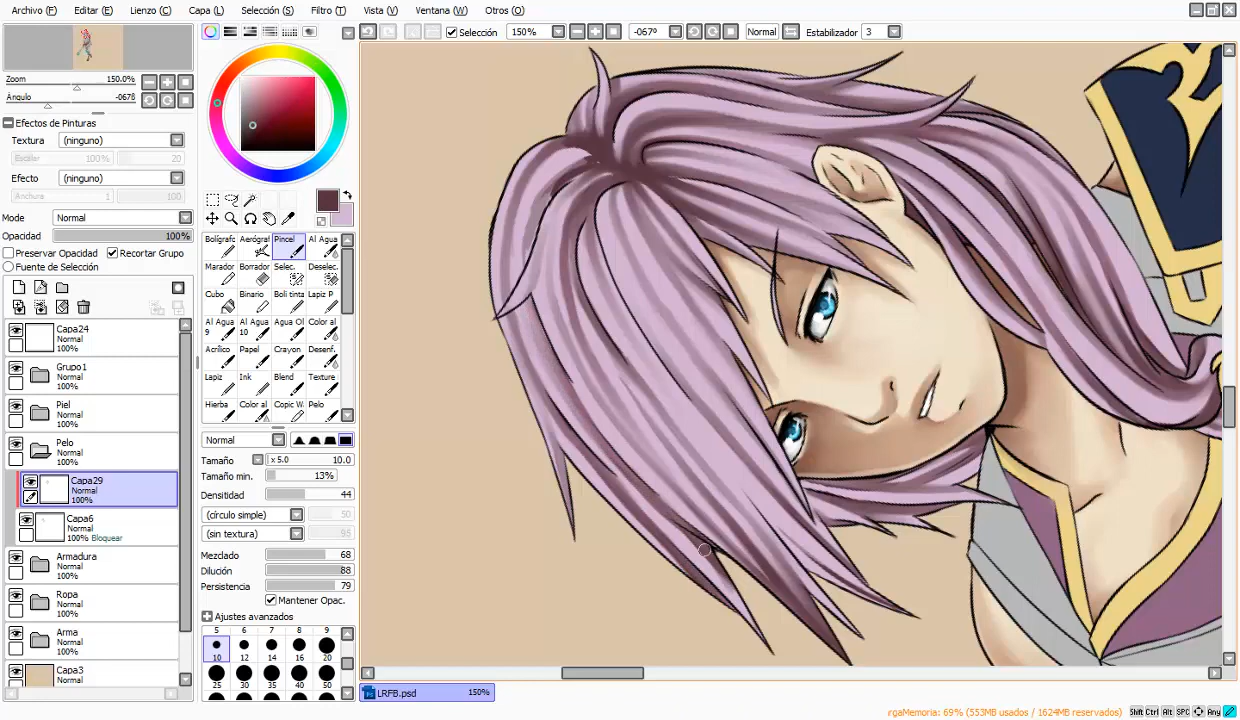 Archivo (F) Editar (E) Lienzo (C) Capa (L) Selección (S) Filtro (T) Vista (V) Ventana (W) Otros (O)
Selección 150% -067º Normal Estabilizador 3
Zoom 150.0%
Ángulo -067ß
Efectos de Pinturas
Textura (ninguno)
Escalar 100% 20
Efecto (ninguno)
Anchura 1 100
Mode Normal
Opacidad 100%
Preservar Opacidad Recortar Grupo
Fuente de Selección
Capa24
Normal
100%
Grupo1
Normal
100%
Piel
Normal
100%
Pelo
Normal
100%
Capa29
Normal
100%
Capa6
Normal
100% Bloquear
Armadura
Normal
100%
Ropa
Normal
100%
Arma
Normal
100%
Capa3
Normal
Bolígrafo Aerógraf Pincel Al Agua
Marador Borrador Selec. Deselec.
Cubo Binario Boli tinta Lapiz P
Al Agua 9 Al Agua 10 Agua Ol Color al
Acrílico Papel Crayon Desenf.
Lapiz Ink Blend Texture
Hierba Color al Copic W Pelo
Normal
Tamaño x 5.0 10.0
Tamaño min. 13%
Densitidad 44
(círculo simple) 50
(sin textura) 95
Mezclado 68
Dilución 88
Persistencia 79
Mantener Opac.
Ajustes avanzados
5 6 7 8 9
10 12 14 16 20
25 30 35 40 50
LRFB.psd 150%
rgaMemoria: 69% (553MB usados / 1624MB reservados) Shift Ctrl Alt SPC Any